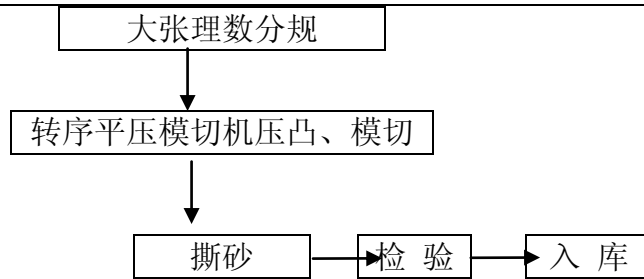 大张理数分规
转序平压模切机压凸、模切
撕砂 检 验 入 库